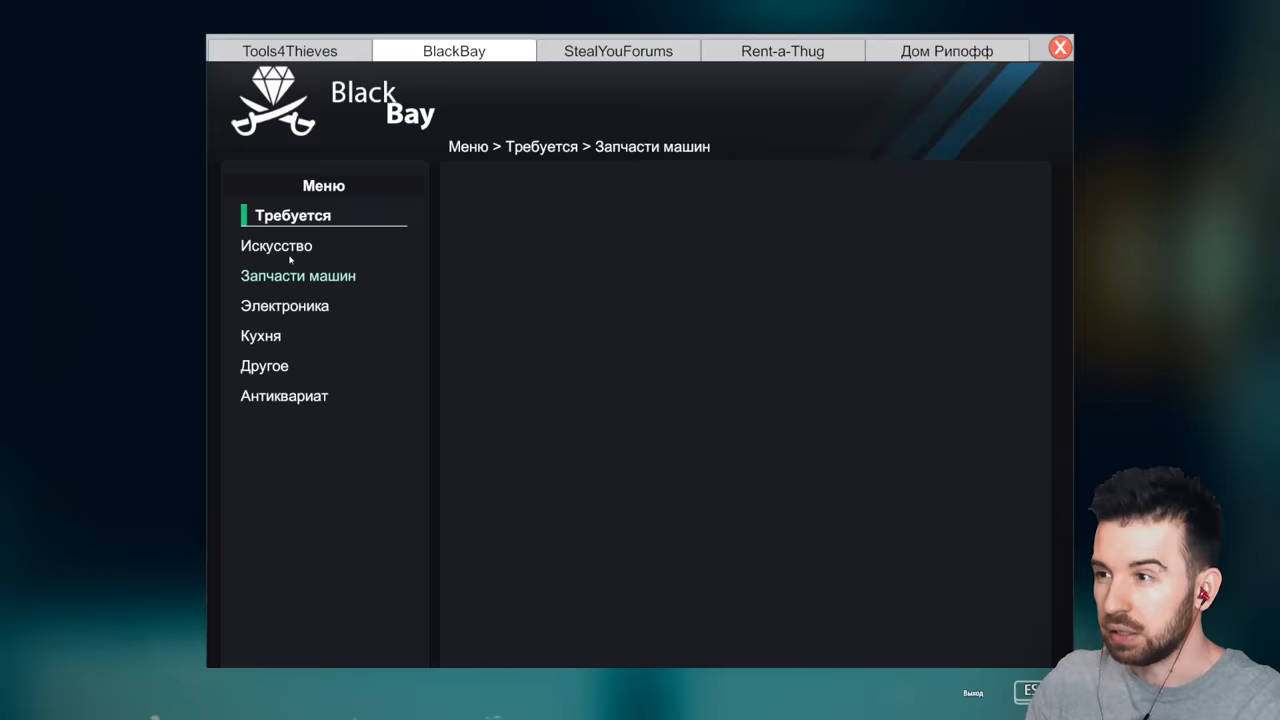 Tools4Thieves
BlackBay
StealYouForums
Rent-a-Thug
Дом Рипофф
X
Black
Bay
Меню > Требуется > Запчасти машин
Меню
Требуется
Искусство
Запчасти машин
Электроника
Кухня
Другое
Антиквариат
Выход